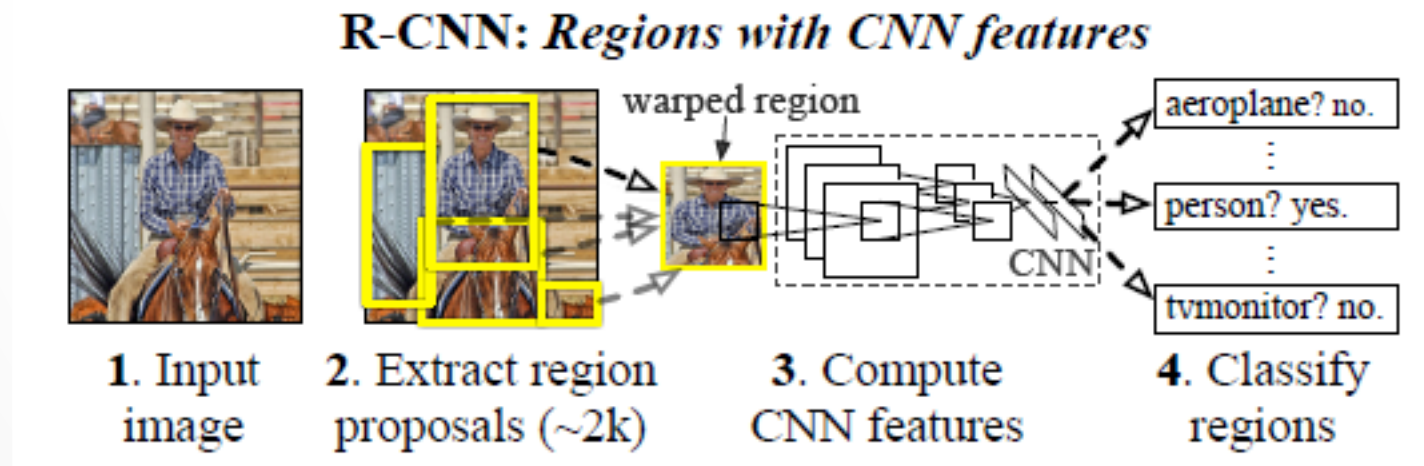 R-CNN: Regions with CNN features
warped region
aeroplane? no.
⋮
person? yes.
⋮
tvmonitor? no.
CNN
1. Input
image
2. Extract region
proposals (~2k)
3. Compute
CNN features
4. Classify
regions